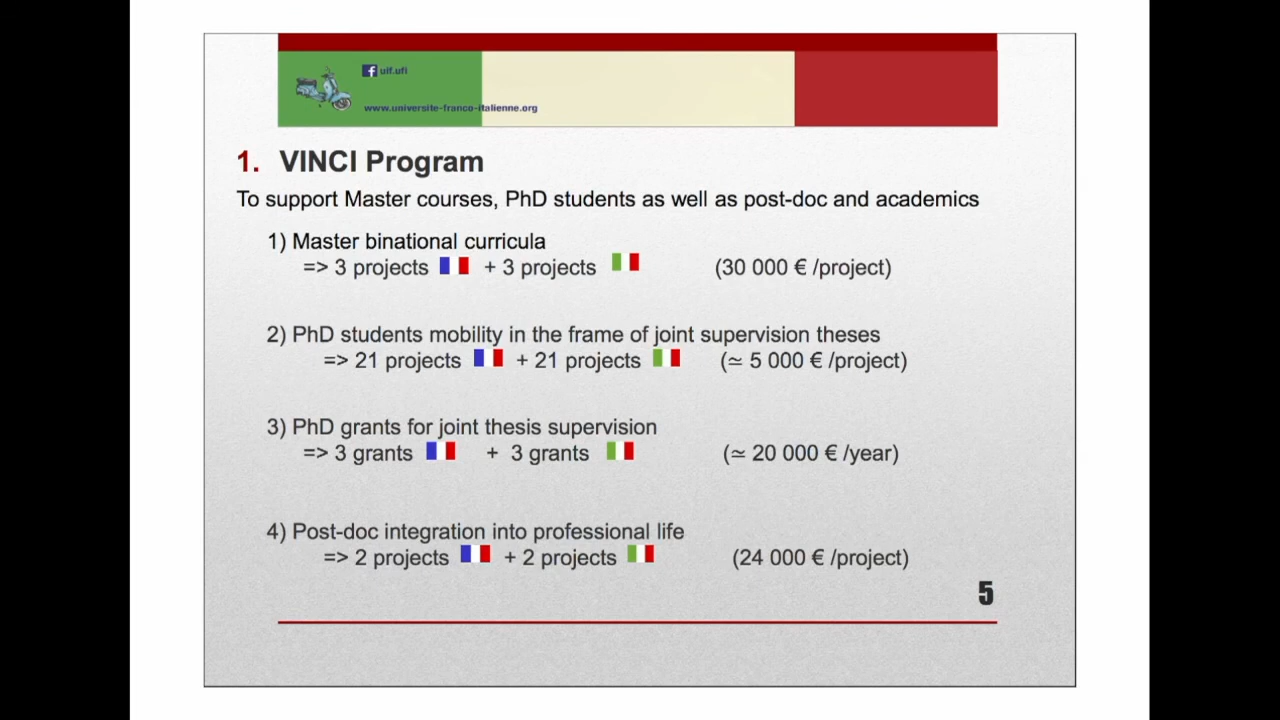 uif.ufi
www.universite-franco-italienne.org
1. VINCI Program
To support Master courses, PhD students as well as post-doc and academics
1) Master binational curricula
=> 3 projects + 3 projects (30 000 € /project)
2) PhD students mobility in the frame of joint supervision theses
=> 21 projects + 21 projects (≃ 5 000 € /project)
3) PhD grants for joint thesis supervision
=> 3 grants + 3 grants (≃ 20 000 € /year)
4) Post-doc integration into professional life
=> 2 projects + 2 projects (24 000 € /project)
5